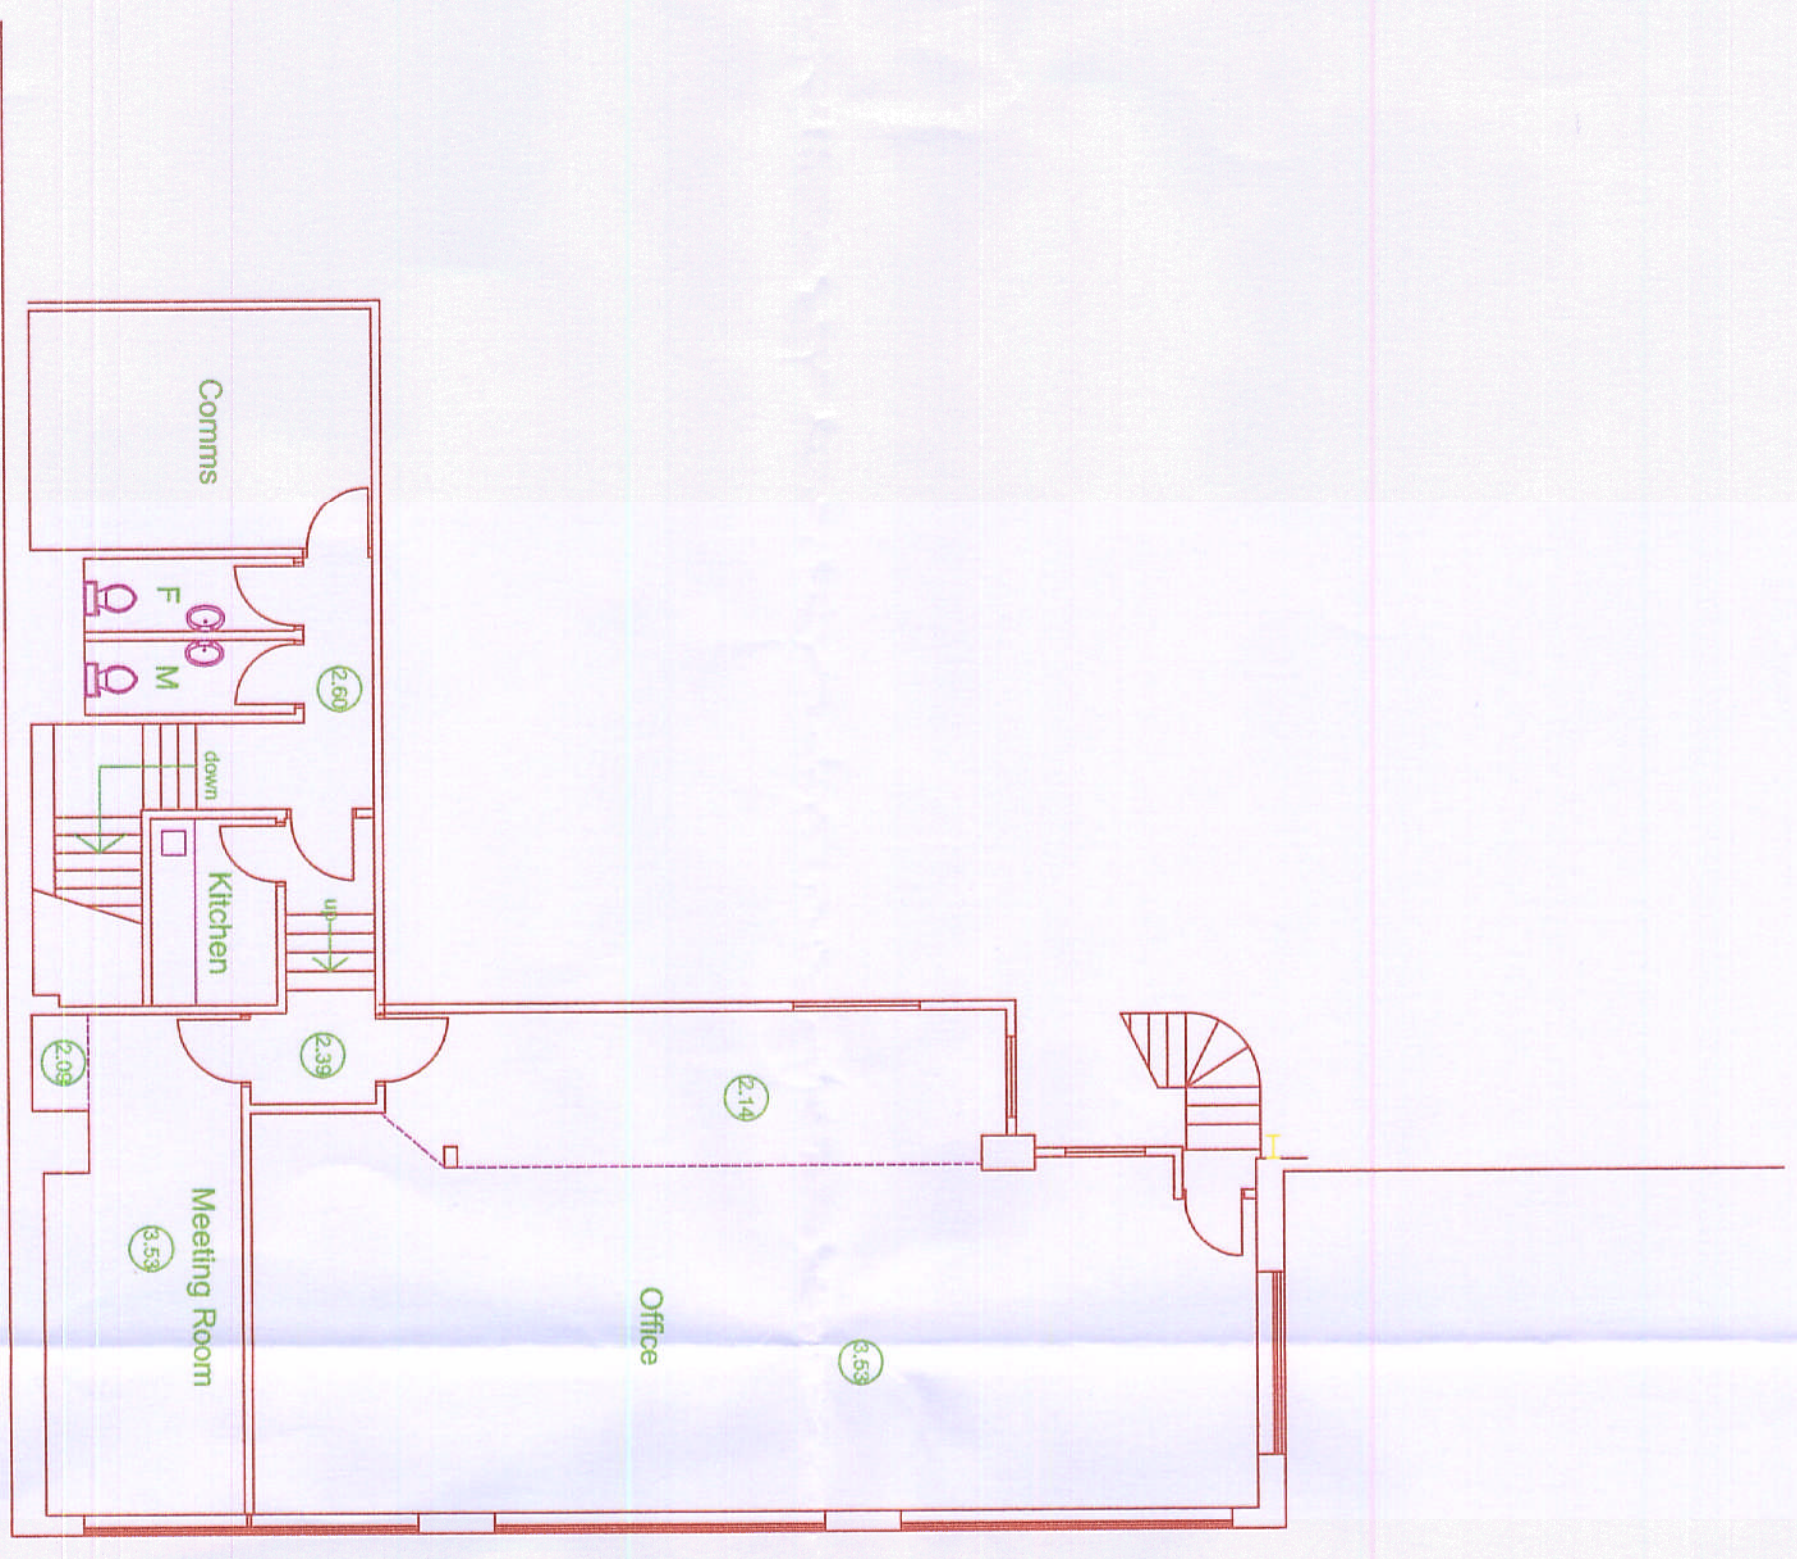 Comms
F
M
2.60
down
Kitchen
up
2.09
2.39
2.14
Meeting Room
3.53
Office
3.53